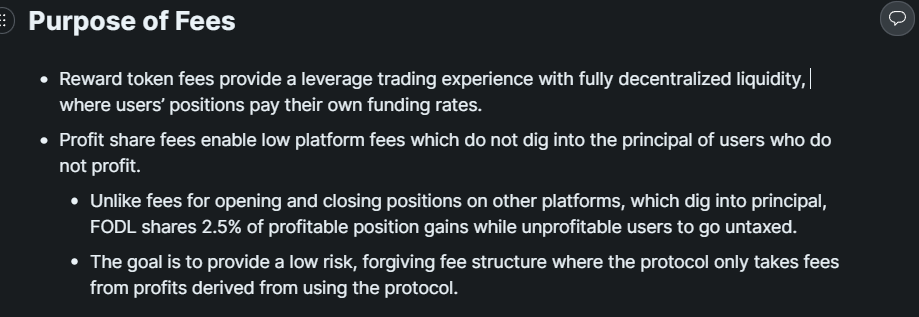 Purpose of Fees
Reward token fees provide a leverage trading experience with fully decentralized liquidity,
where users’ positions pay their own funding rates.
Profit share fees enable low platform fees which do not dig into the principal of users who do
not profit.
Unlike fees for opening and closing positions on other platforms, which dig into principal,
FODL shares 2.5% of profitable position gains while unprofitable users to go untaxed.
The goal is to provide a low risk, forgiving fee structure where the protocol only takes fees
from profits derived from using the protocol.